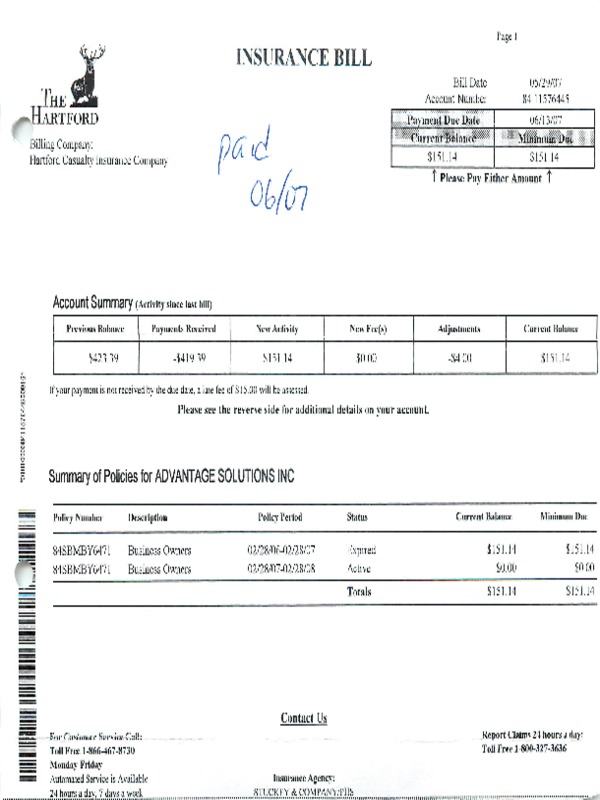 Page 1
INSURANCE BILL
THE
HARTFORD
Bill Date 05/29/07
Account Number 84 11576445
Payment Due Date 06/13/07
Current Balance Minimum Due
$151.14 $151.14
↑ Please Pay Either Amount ↑
Billing Company:
Hartford Casualty Insurance Company
paid
06/07
Account Summary (Activity since last bill)
Previous Balance Payments Received New Activity New Fee(s) Adjustments Current Balance
$423.39 -$419.39 $151.14 $0.00 -$4.00 $151.14
If your payment is not received by the due date, a late fee of $15.00 will be assessed.
Please see the reverse side for additional details on your account.
Summary of Policies for ADVANTAGE SOLUTIONS INC
Policy Number Description Policy Period Status Current Balance Minimum Due
84SBMBY6471 Business Owners 02/28/06-02/28/07 Expired $151.14 $151.14
84SBMBY6471 Business Owners 02/28/07-02/28/08 Active $0.00 $0.00
Totals $151.14 $151.14
Contact Us
For Customer Service Call:
Toll Free 1-866-467-8730
Monday Friday
Automated Service is Available
24 hours a day, 7 days a week
Insurance Agency:
STUCKEY & COMPANY/PHS
Report Claims 24 hours a day:
Toll Free 1-800-327-3636